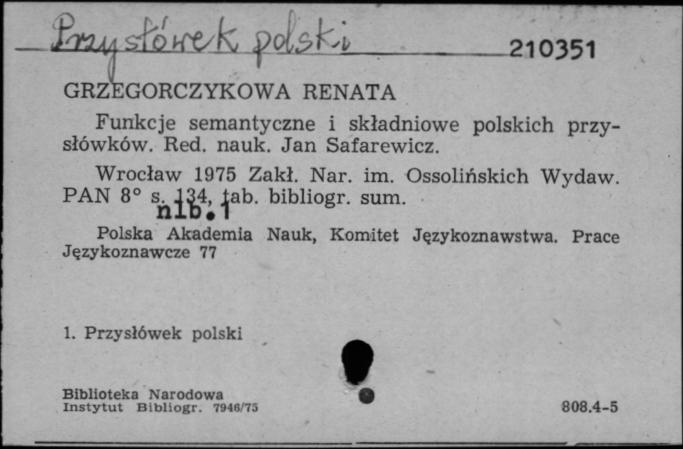 Przysłówek polski 210351
GRZEGORCZYKOWA RENATA
Funkcje semantyczne i składniowe polskich przy-
słówków. Red. nauk. Jan Safarewicz.
Wrocław 1975 Zakł. Nar. im. Ossolińskich Wydaw.
PAN 8° s. 134, tab. bibliogr. sum.
nlb.1
Polska Akademia Nauk, Komitet Językoznawstwa. Prace
Językoznawcze 77
1. Przysłówek polski
Biblioteka Narodowa
Instytut Bibliogr. 7946/75 808.4-5